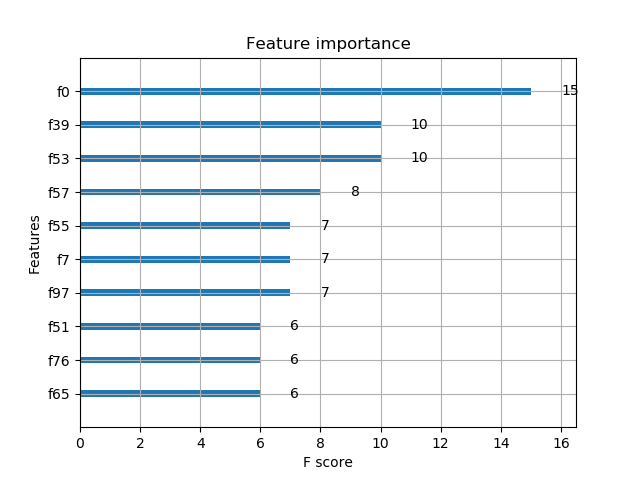 Feature importance
Features
f0 15
f39 10
f53 10
f57 8
f55 7
f7 7
f97 7
f51 6
f76 6
f65 6
0 2 4 6 8 10 12 14 16
F score